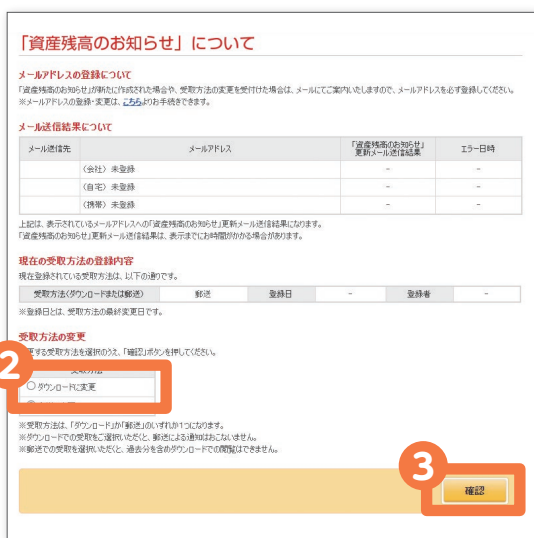 「資産残高のお知らせ」について
メールアドレスの登録について
「資産残高のお知らせ」が新たに作成された場合や、受取方法の変更を受付けた場合は、メールにてご案内いたしますので、メールアドレスを必ず登録してください。
※メールアドレスの登録・変更は、こちらよりお手続きできます。
メール送信結果について
メール送信先 メールアドレス 「資産残高のお知らせ」更新メール送信結果 エラー日時
（会社） 未登録 － －
（自宅） 未登録 － －
（携帯） 未登録 － －
上記は、表示されているメールアドレスへの「資産残高のお知らせ」更新メール送信結果になります。
「資産残高のお知らせ」更新メール送信結果は、表示までにお時間がかかる場合があります。
現在の受取方法の登録内容
現在登録されている受取方法は、以下の通りです。
受取方法（ダウンロードまたは郵送） 郵送 登録日 － 登録者 －
※登録日とは、受取方法の最終変更日です。
受取方法の変更
更する受取方法を選択のうえ、「確認」ボタンを押してください。
2
受取方法
ダウンロードに変更
※受取方法は、「ダウンロード」か「郵送」のいずれか1つになります。
※ダウンロードでの受取をご選択いただくと、郵送による通知はおこないません。
※郵送での受取を選択いただくと、過去分を含めダウンロードでの閲覧はできません。
3
確認